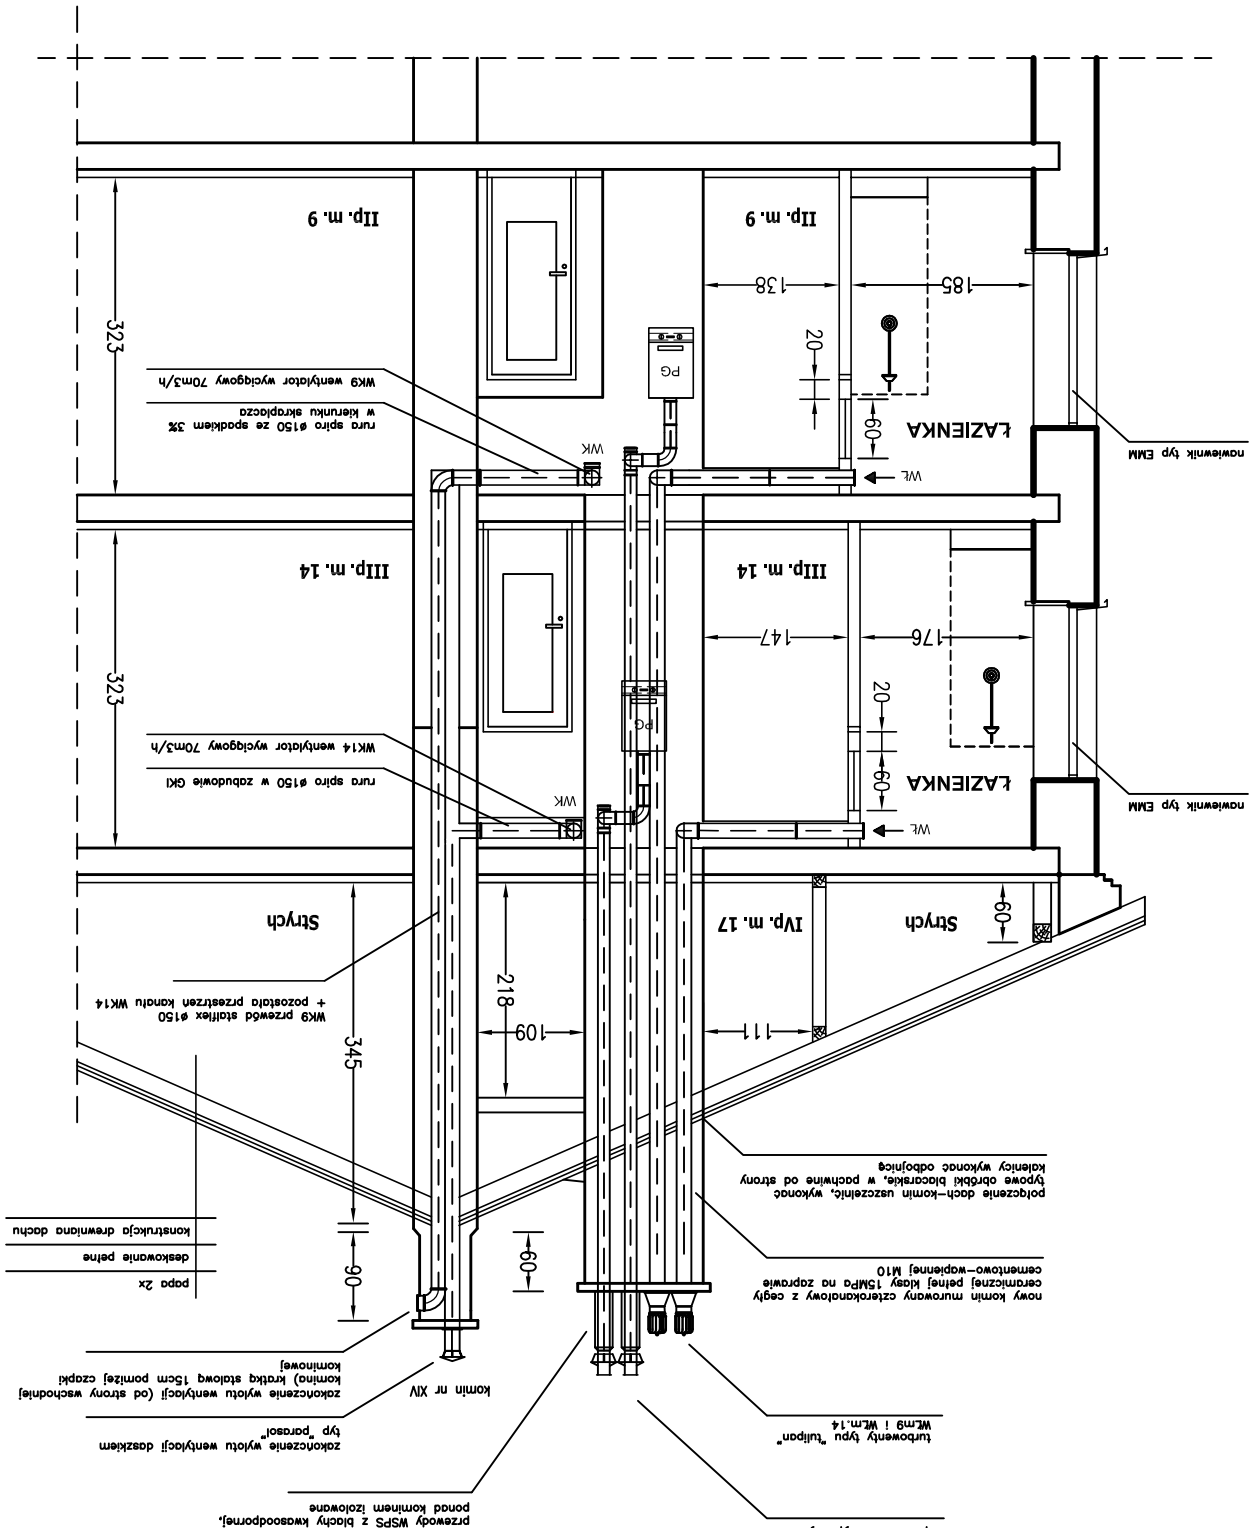 przewody WSPS z blachy kwasoodpornej,
ponad kominem izolowane
turbowenty typu "tulipan"
WŁm9 i WŁm.14
zakończenie wylotu wentylacji daszkiem
typ "parasol"
komin nr XIV
zakończenie wylotu wentylacji (od strony wschodniej
komina) kratką stalową 15cm poniżej czapki
kominowej
nowy komin murowany czterokanałowy z cegły
ceramicznej pełnej klasy 15MPa na zaprawie
cementowo-wapiennej M10
60
90
papa 2x
deskowanie pełne
konstrukcja drewniana dachu
połączenie dach-komin uszczelnić, wykonać
typowe obróbki blacarskie, w pachwinie od strony
kalenicy wykonać odbojnicę
111
109
345
218
WK9 przewód stalflex ø150
+ pozostała przestrzeń kanału WK14
60
Strych
IVp. m. 17
Strych
nawiewnik typ EMM
WŁ
ŁAZIENKA
60
20
WK
PG
rura spiro ø150 w zabudowie GKI
WK14 wentylator wyciągowy 70m3/h
323
176
147
IIIp. m. 14
IIIp. m. 14
nawiewnik typ EMM
WŁ
ŁAZIENKA
60
20
WK
PG
rura spiro ø150 ze spadkiem 3%
w kierunku skraplacza
WK9 wentylator wyciągowy 70m3/h
323
185
138
IIp. m. 9
IIp. m. 9